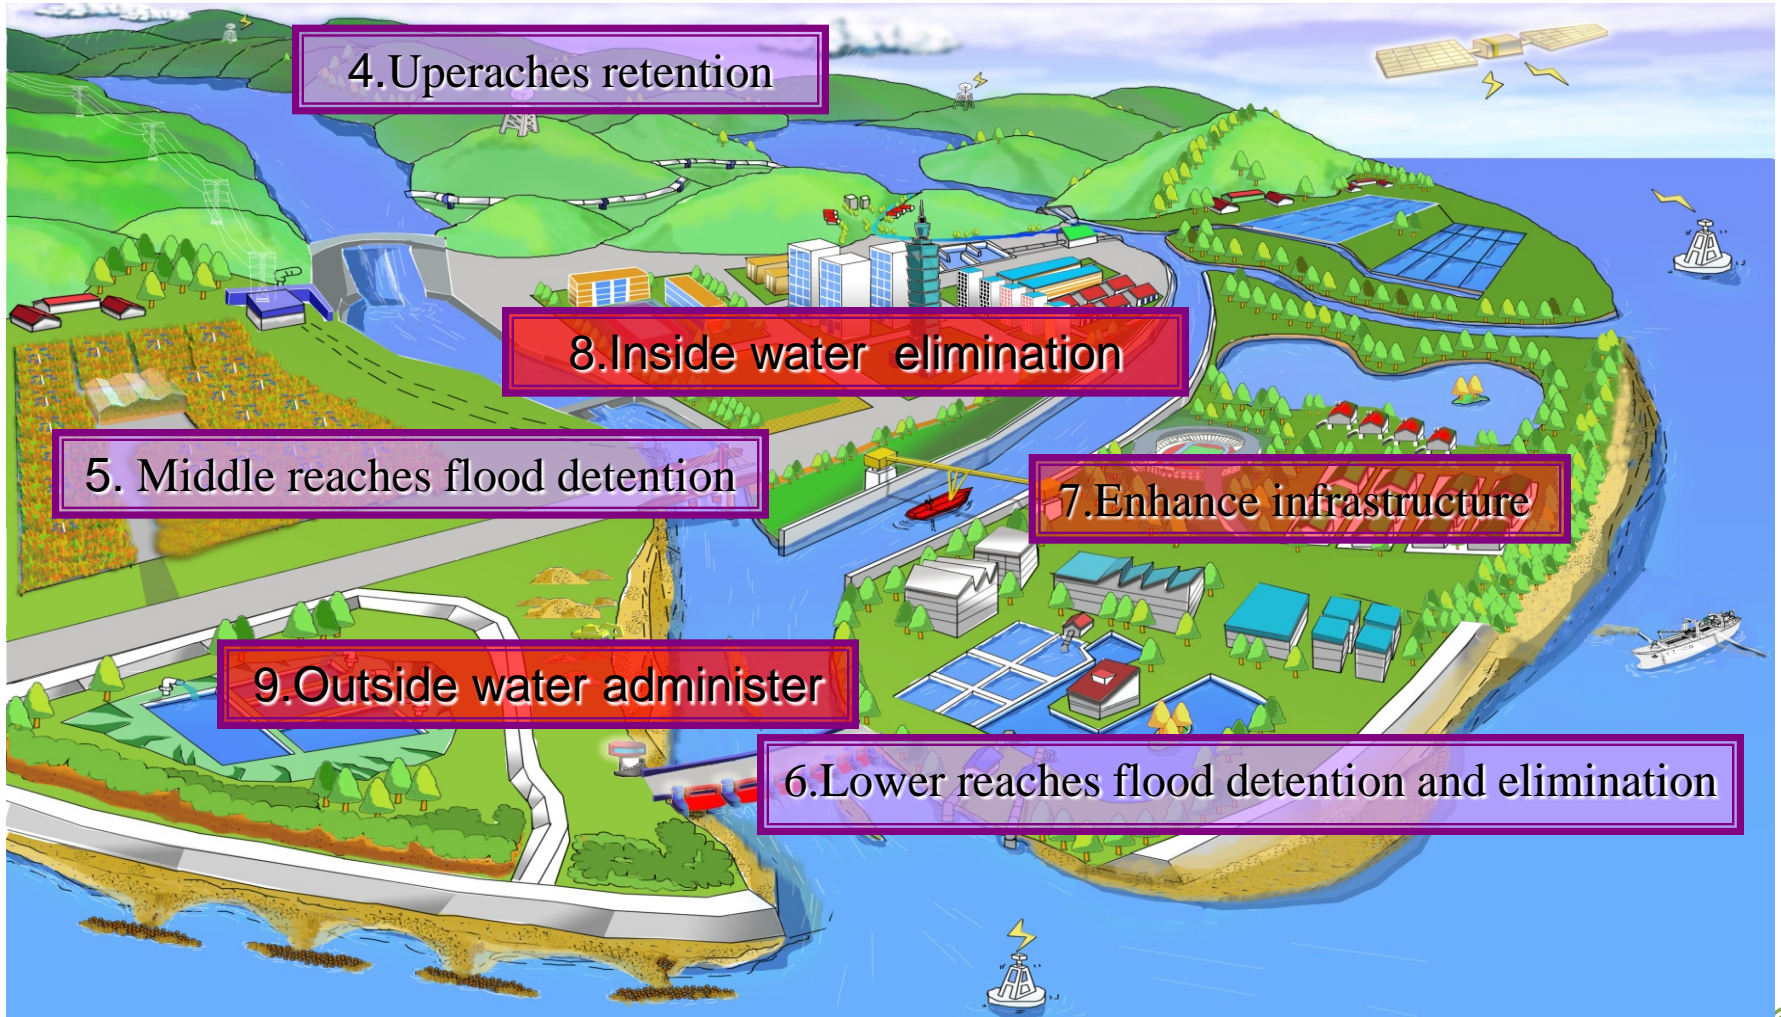 4.Uperaches retention
8.Inside water elimination
5. Middle reaches flood detention
7.Enhance infrastructure
9.Outside water administer
6.Lower reaches flood detention and elimination